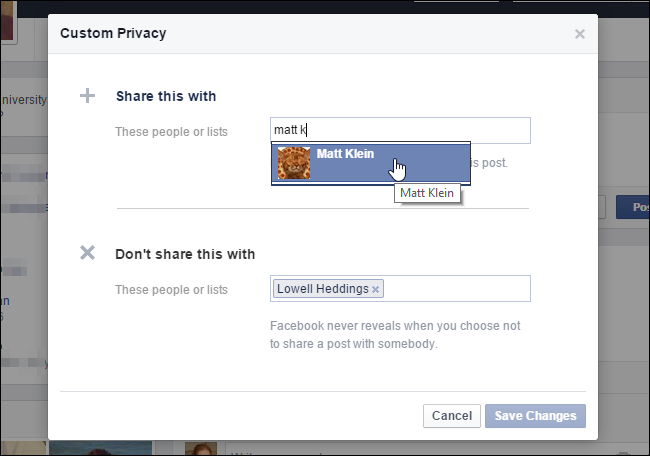 Custom Privacy ×
niversity
Share this with
These people or lists matt k
Matt Klein
is post.
Matt Klein
Pos
Don't share this with
These people or lists Lowell Heddings ×
an
6
Facebook never reveals when you choose not
to share a post with somebody.
Cancel Save Changes